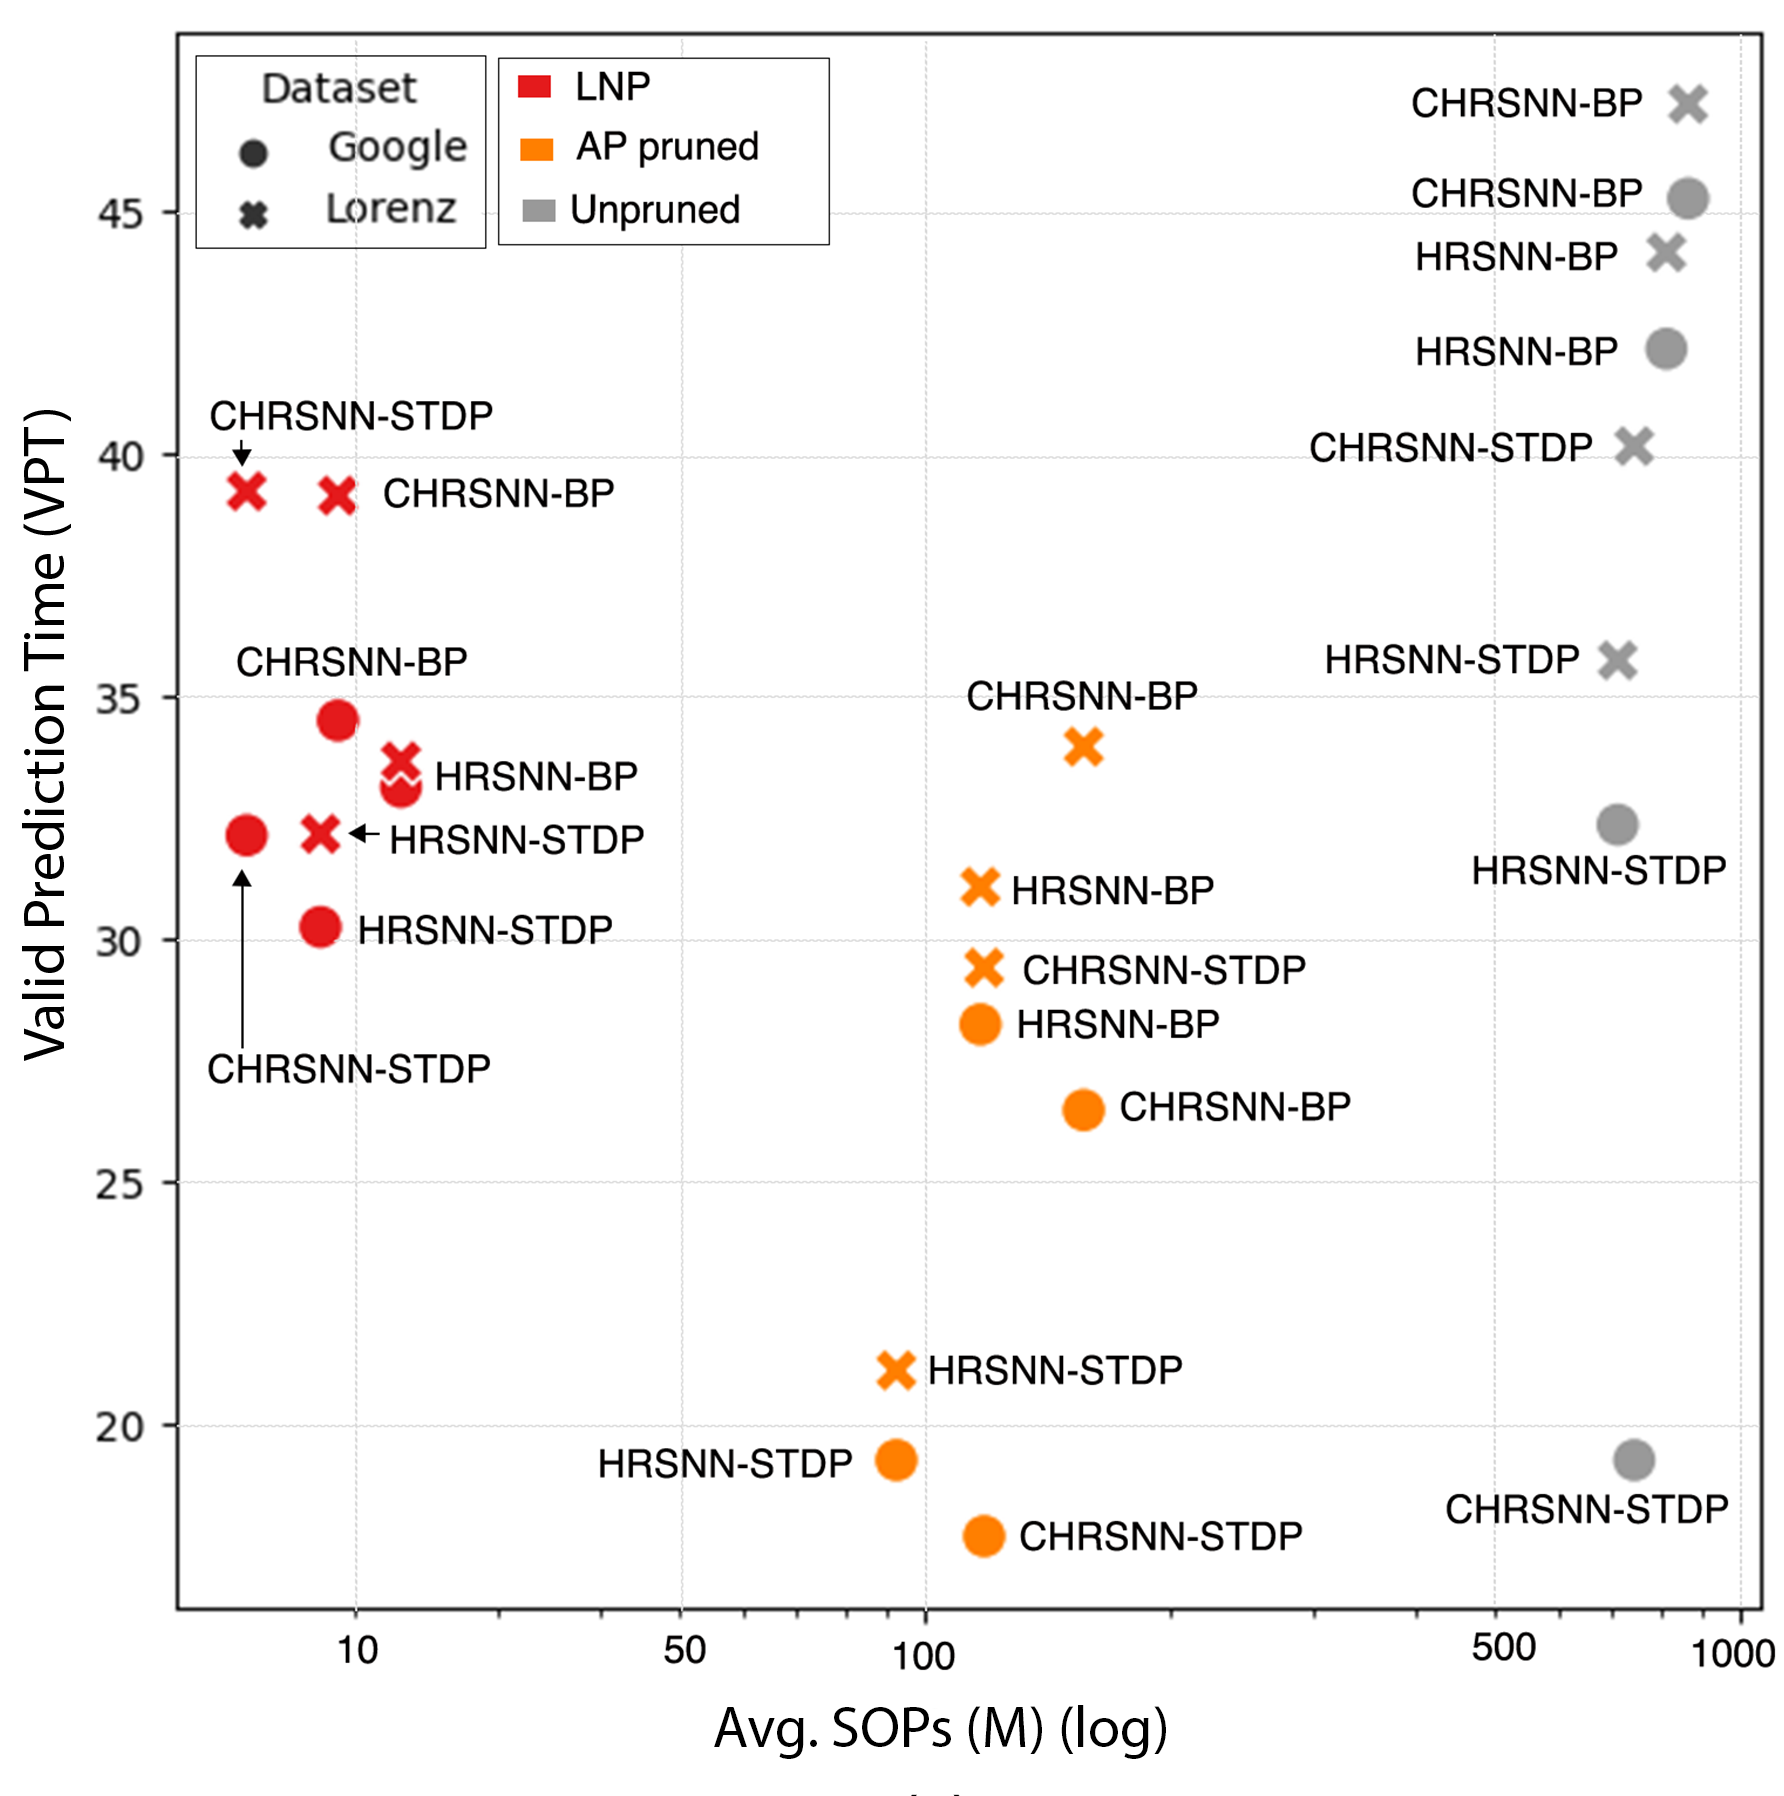 Dataset
Google
Lorenz
LNP
AP pruned
Unpruned
CHRSNN-BP
CHRSNN-BP
HRSNN-BP
HRSNN-BP
CHRSNN-STDP
CHRSNN-STDP
CHRSNN-BP
CHRSNN-BP
HRSNN-STDP
CHRSNN-BP
HRSNN-BP
HRSNN-STDP
HRSNN-STDP
HRSNN-BP
HRSNN-STDP
CHRSNN-STDP
HRSNN-BP
CHRSNN-STDP
CHRSNN-BP
HRSNN-STDP
HRSNN-STDP
CHRSNN-STDP
CHRSNN-STDP
45
40
35
30
25
20
Valid Prediction Time (VPT)
10
50
100
500
1000
Avg. SOPs (M) (log)